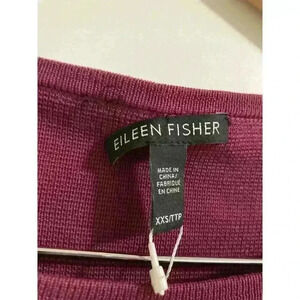 EILEEN FISHER
MADE IN
CHINA/
FABRIQUÉ
EN CHINE
XXS/TTP